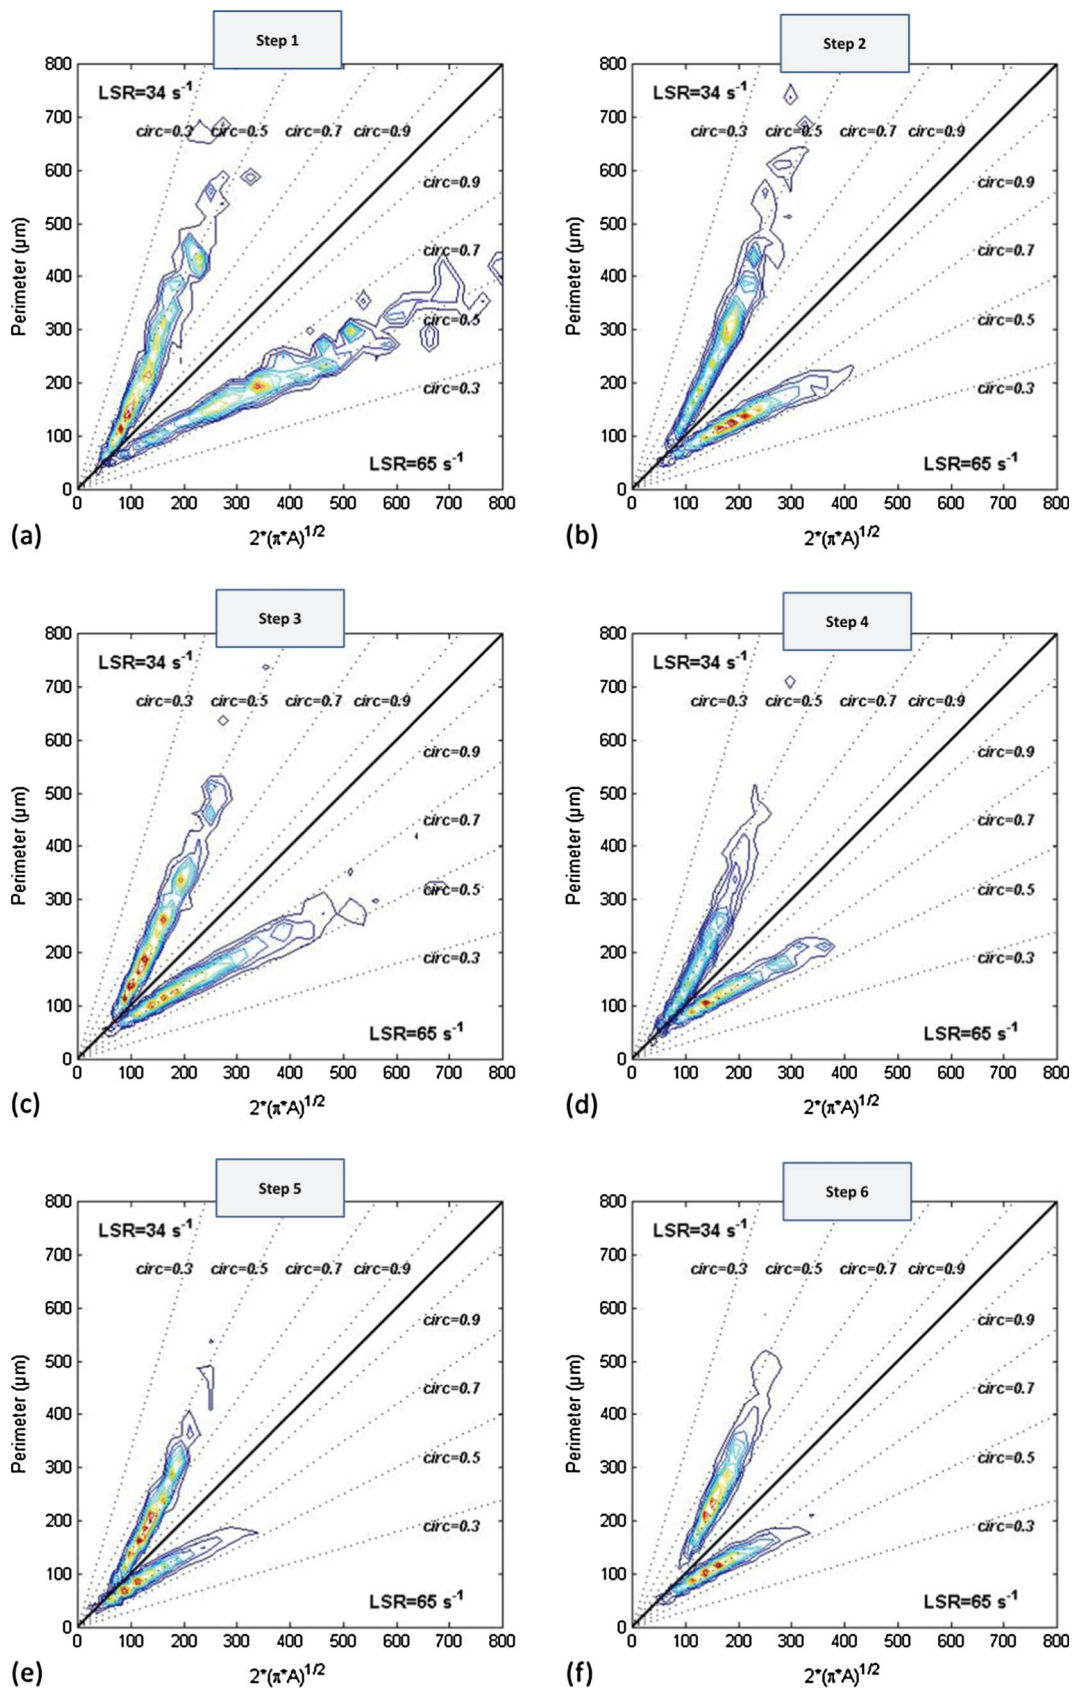 Step 1
LSR=34 s⁻¹
circ=0.3 circ=0.5 circ=0.7 circ=0.9
circ=0.9
circ=0.7
circ=0.5
circ=0.3
LSR=65 s⁻¹
Perimeter (µm)
800
700
600
500
400
300
200
100
0
0 100 200 300 400 500 600 700 800
2*(π*A)^1/2
(a)
Step 2
LSR=34 s⁻¹
circ=0.3 circ=0.5 circ=0.7 circ=0.9
circ=0.9
circ=0.7
circ=0.5
circ=0.3
LSR=65 s⁻¹
Perimeter (µm)
800
700
600
500
400
300
200
100
0
0 100 200 300 400 500 600 700 800
2*(π*A)^1/2
(b)
Step 3
LSR=34 s⁻¹
circ=0.3 circ=0.5 circ=0.7 circ=0.9
circ=0.9
circ=0.7
circ=0.5
circ=0.3
LSR=65 s⁻¹
Perimeter (µm)
800
700
600
500
400
300
200
100
0
0 100 200 300 400 500 600 700 800
2*(π*A)^1/2
(c)
Step 4
LSR=34 s⁻¹
circ=0.3 circ=0.5 circ=0.7 circ=0.9
circ=0.9
circ=0.7
circ=0.5
circ=0.3
LSR=65 s⁻¹
Perimeter (µm)
800
700
600
500
400
300
200
100
0
0 100 200 300 400 500 600 700 800
2*(π*A)^1/2
(d)
Step 5
LSR=34 s⁻¹
circ=0.3 circ=0.5 circ=0.7 circ=0.9
circ=0.9
circ=0.7
circ=0.5
circ=0.3
LSR=65 s⁻¹
Perimeter (µm)
800
700
600
500
400
300
200
100
0
0 100 200 300 400 500 600 700 800
2*(π*A)^1/2
(e)
Step 6
LSR=34 s⁻¹
circ=0.3 circ=0.5 circ=0.7 circ=0.9
circ=0.9
circ=0.7
circ=0.5
circ=0.3
LSR=65 s⁻¹
Perimeter (µm)
800
700
600
500
400
300
200
100
0
0 100 200 300 400 500 600 700 800
2*(π*A)^1/2
(f)